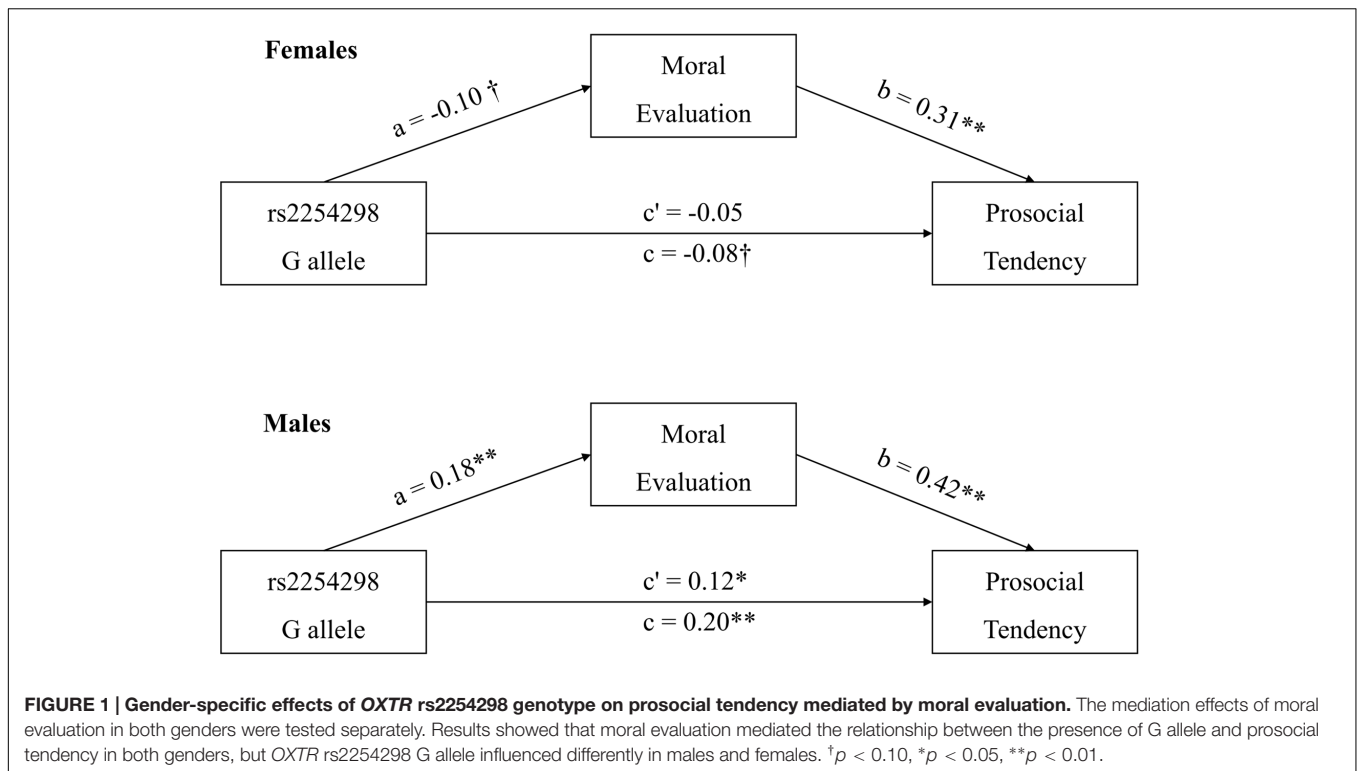 Females
Moral
Evaluation
a = -0.10 †
b = 0.31**
rs2254298
G allele
c' = -0.05
c = -0.08†
Prosocial
Tendency
Males
Moral
Evaluation
a = 0.18**
b = 0.42**
rs2254298
G allele
c' = 0.12*
c = 0.20**
Prosocial
Tendency
FIGURE 1 | Gender-specific effects of OXTR rs2254298 genotype on prosocial tendency mediated by moral evaluation. The mediation effects of moral
evaluation in both genders were tested separately. Results showed that moral evaluation mediated the relationship between the presence of G allele and prosocial
tendency in both genders, but OXTR rs2254298 G allele influenced differently in males and females. †p < 0.10, *p < 0.05, **p < 0.01.